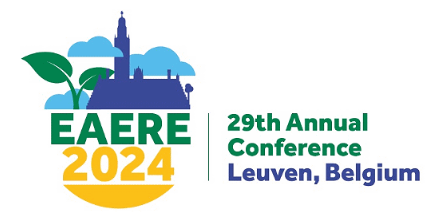 EAERE
2024
29th Annual
Conference
Leuven, Belgium